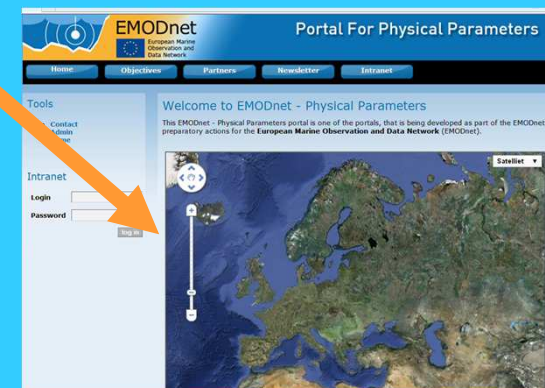 EMODnet
European Marine
Observation and
Data Network
Portal For Physical Parameters
Home Objectives Partners Newsletter Intranet
Tools
Contact
Welcome to EMODnet - Physical Parameters
This EMODnet - Physical Parameters portal is one of the portals, that is being developed as part of the EMODnet
preparatory actions for the European Marine Observation and Data Network (EMODnet).
Intranet
Login
Password
log in
Satelliet